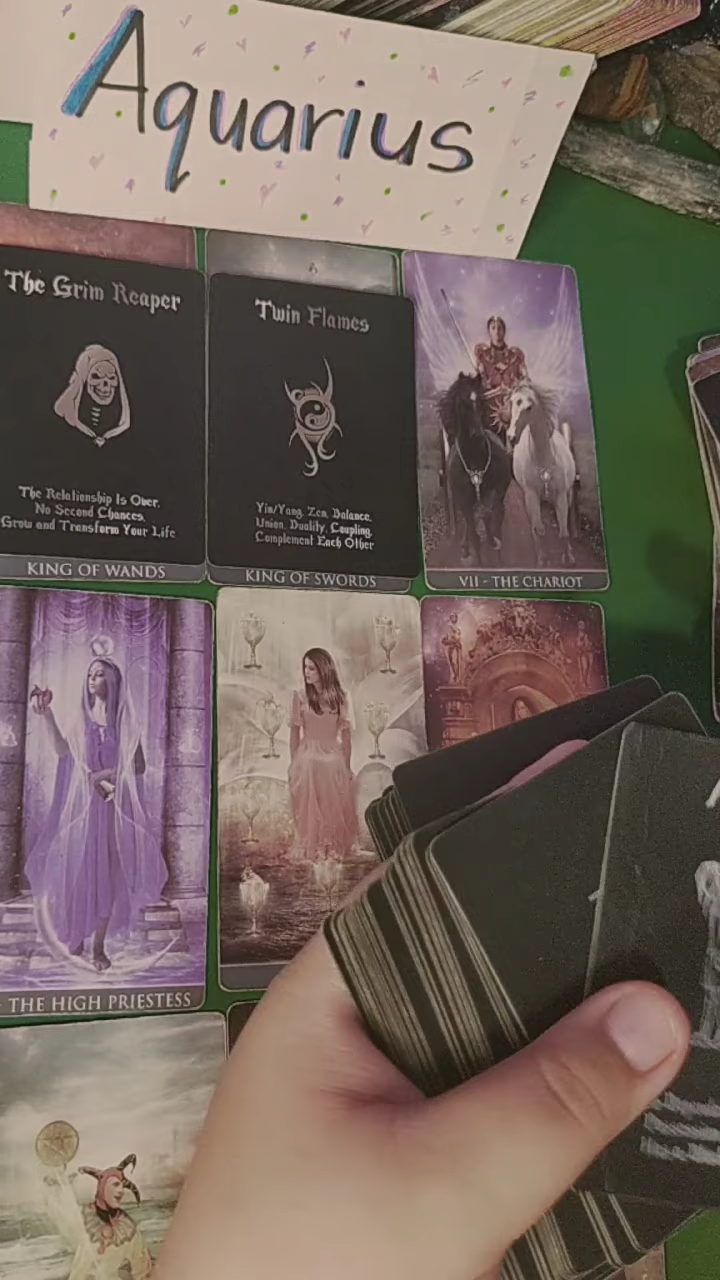 Aquarius
The Grim Reaper
The Relationship Is Over.
No Second Chances.
Grow and Transform Your Life
KING OF WANDS
Twin Flames
Yin/Yang, Zen, Balance,
Union, Duality, Coupling,
Complement Each Other
KING OF SWORDS
VII - THE CHARIOT
- THE HIGH PRIESTESS